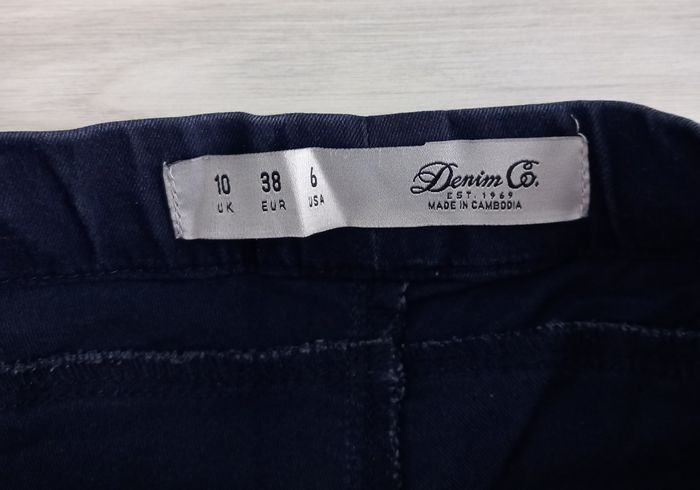 10 38 6
UK EUR USA
Denim Co.
EST. 1969
MADE IN CAMBODIA